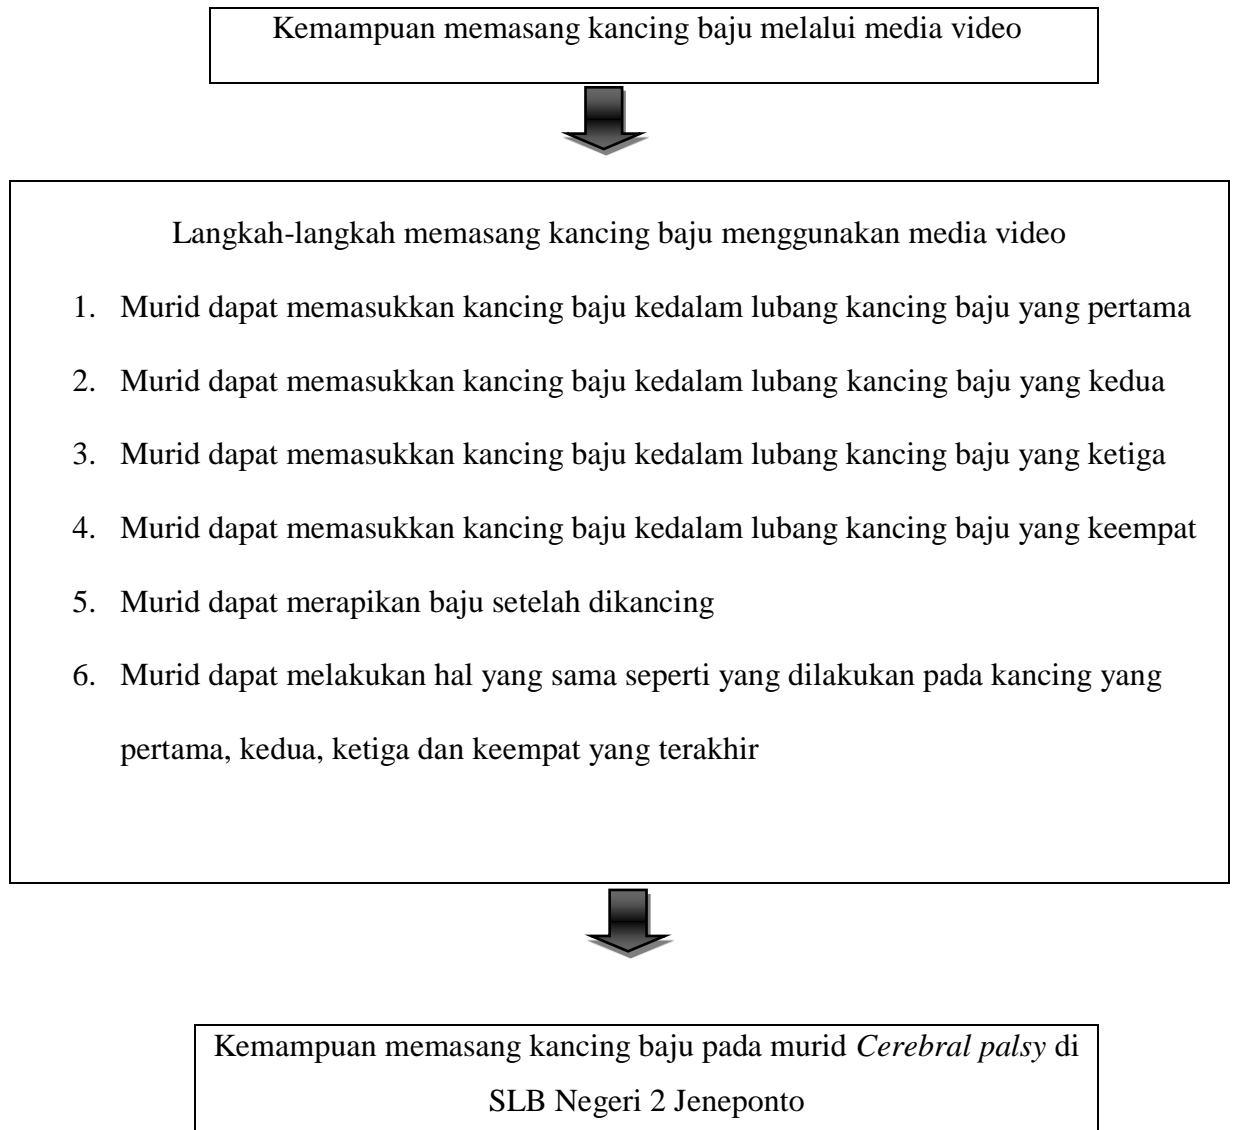 Kemampuan memasang kancing baju melalui media video
Langkah-langkah memasang kancing baju menggunakan media video
1. Murid dapat memasukkan kancing baju kedalam lubang kancing baju yang pertama
2. Murid dapat memasukkan kancing baju kedalam lubang kancing baju yang kedua
3. Murid dapat memasukkan kancing baju kedalam lubang kancing baju yang ketiga
4. Murid dapat memasukkan kancing baju kedalam lubang kancing baju yang keempat
5. Murid dapat merapikan baju setelah dikancing
6. Murid dapat melakukan hal yang sama seperti yang dilakukan pada kancing yang
pertama, kedua, ketiga dan keempat yang terakhir
Kemampuan memasang kancing baju pada murid Cerebral palsy di
SLB Negeri 2 Jeneponto